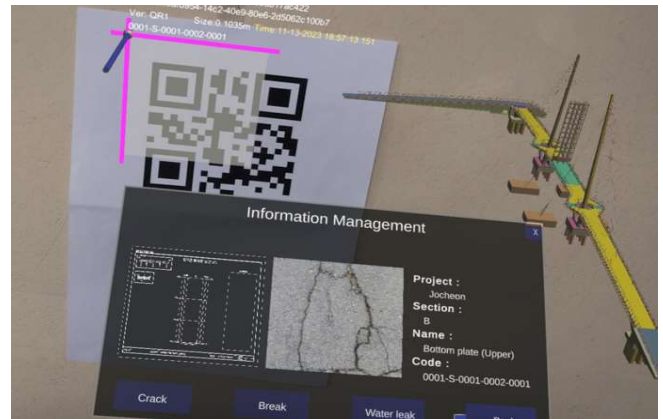 Ver: QR1 Size:0.1035m Time:11-13-2023 18:57:13.151
0001-S-0001-0002-0001
Information Management
X
Project :
Jocheon
Section :
B
Name :
Bottom plate (Upper)
Code :
0001-S-0001-0002-0001
Crack
Break
Water leak